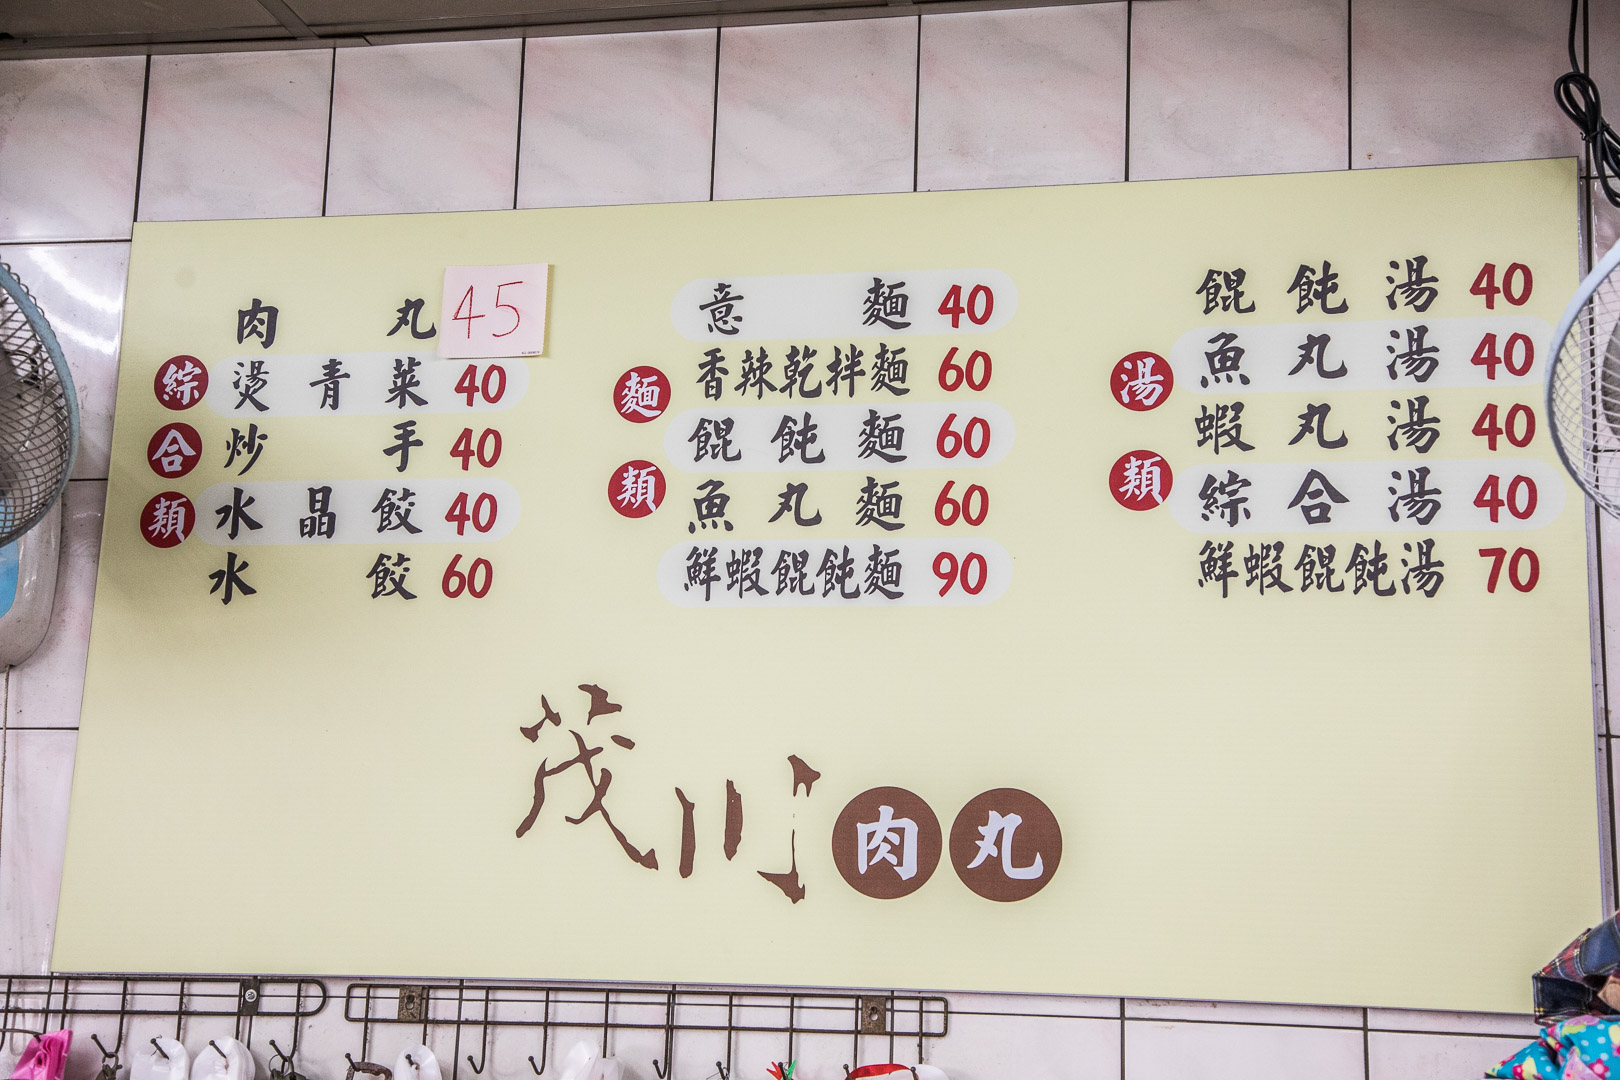 綜合類
肉丸 45
燙青菜 40
炒手 40
水晶餃 40
水餃 60
麵類
意麵 40
香辣乾拌麵 60
餛飩麵 60
魚丸麵 60
鮮蝦餛飩麵 90
湯類
餛飩湯 40
魚丸湯 40
蝦丸湯 40
綜合湯 40
鮮蝦餛飩湯 70
茂川肉丸